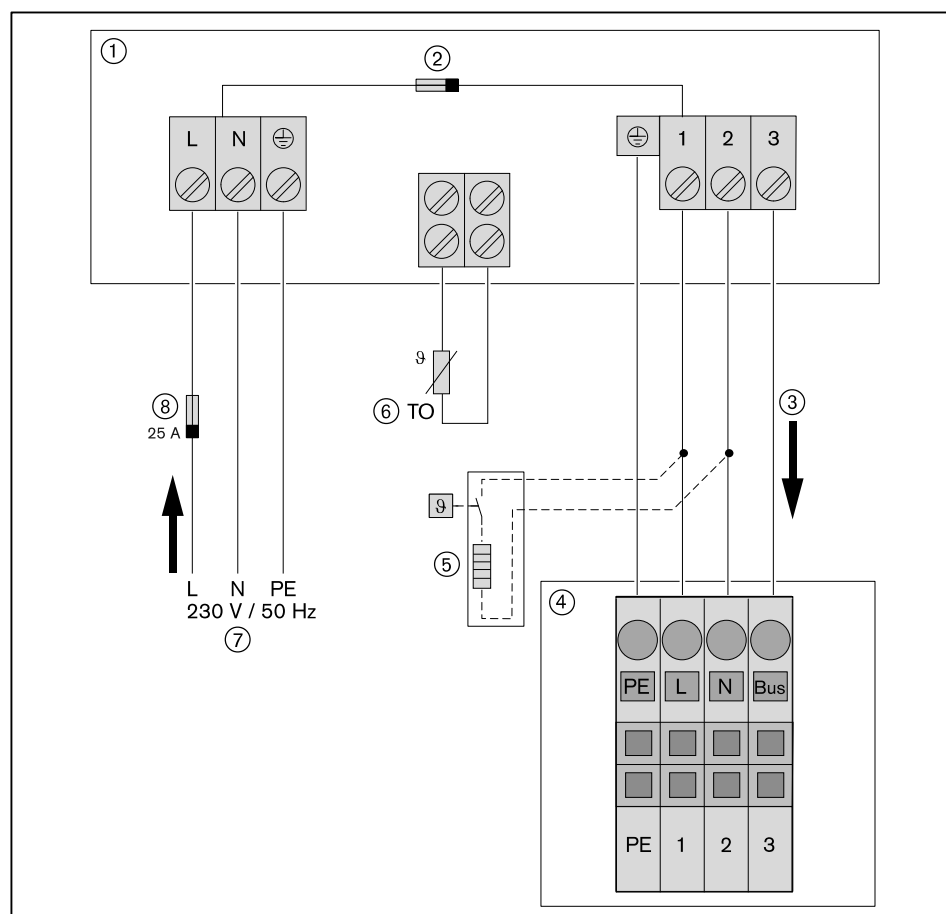 ① ②
L N ⏚ ⏚ 1 2 3
ϑ
⑥ TO
⑧
25 A
③
ϑ
⑤
L N PE
230 V / 50 Hz
⑦
④
PE L N Bus
PE 1 2 3